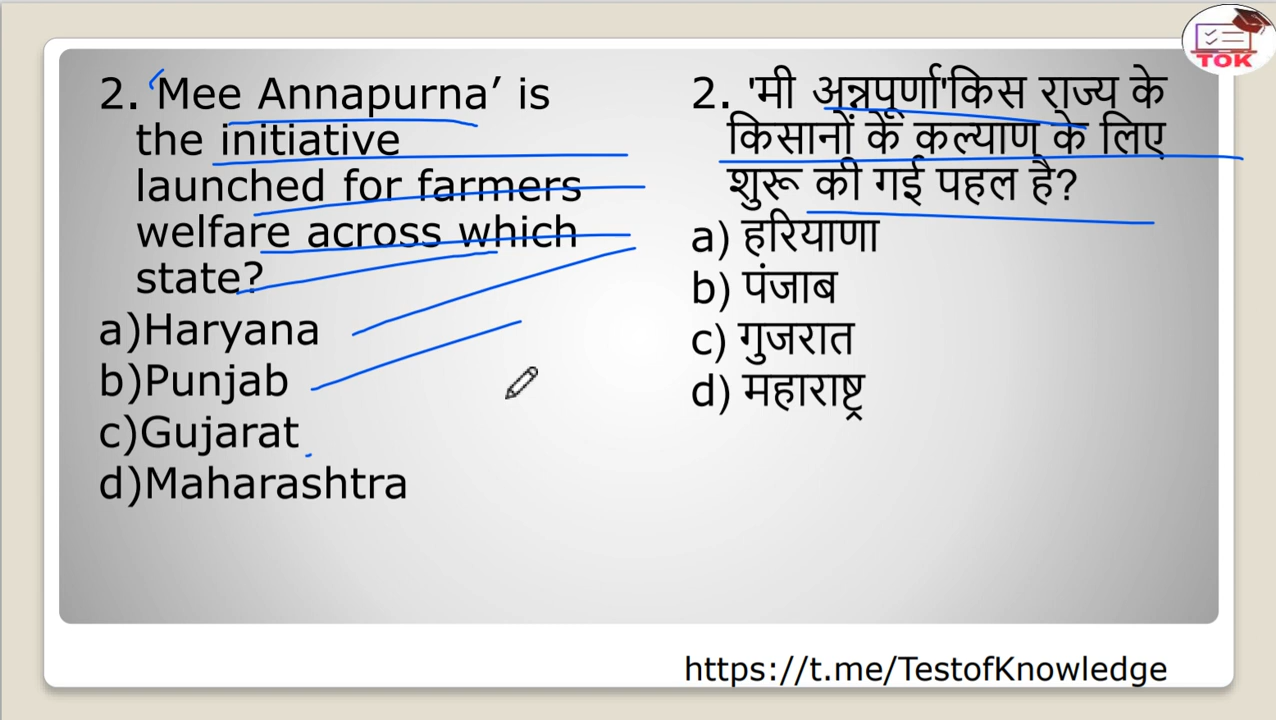 TOK
2. ‘Mee Annapurna’ is
the initiative
launched for farmers
welfare across which
state?
a)Haryana
b)Punjab
c)Gujarat
d)Maharashtra
2. 'मी अन्नपूर्णा'किस राज्य के
किसानों के कल्याण के लिए
शुरू की गई पहल है?
a) हरियाणा
b) पंजाब
c) गुजरात
d) महाराष्ट्र
https://t.me/TestofKnowledge